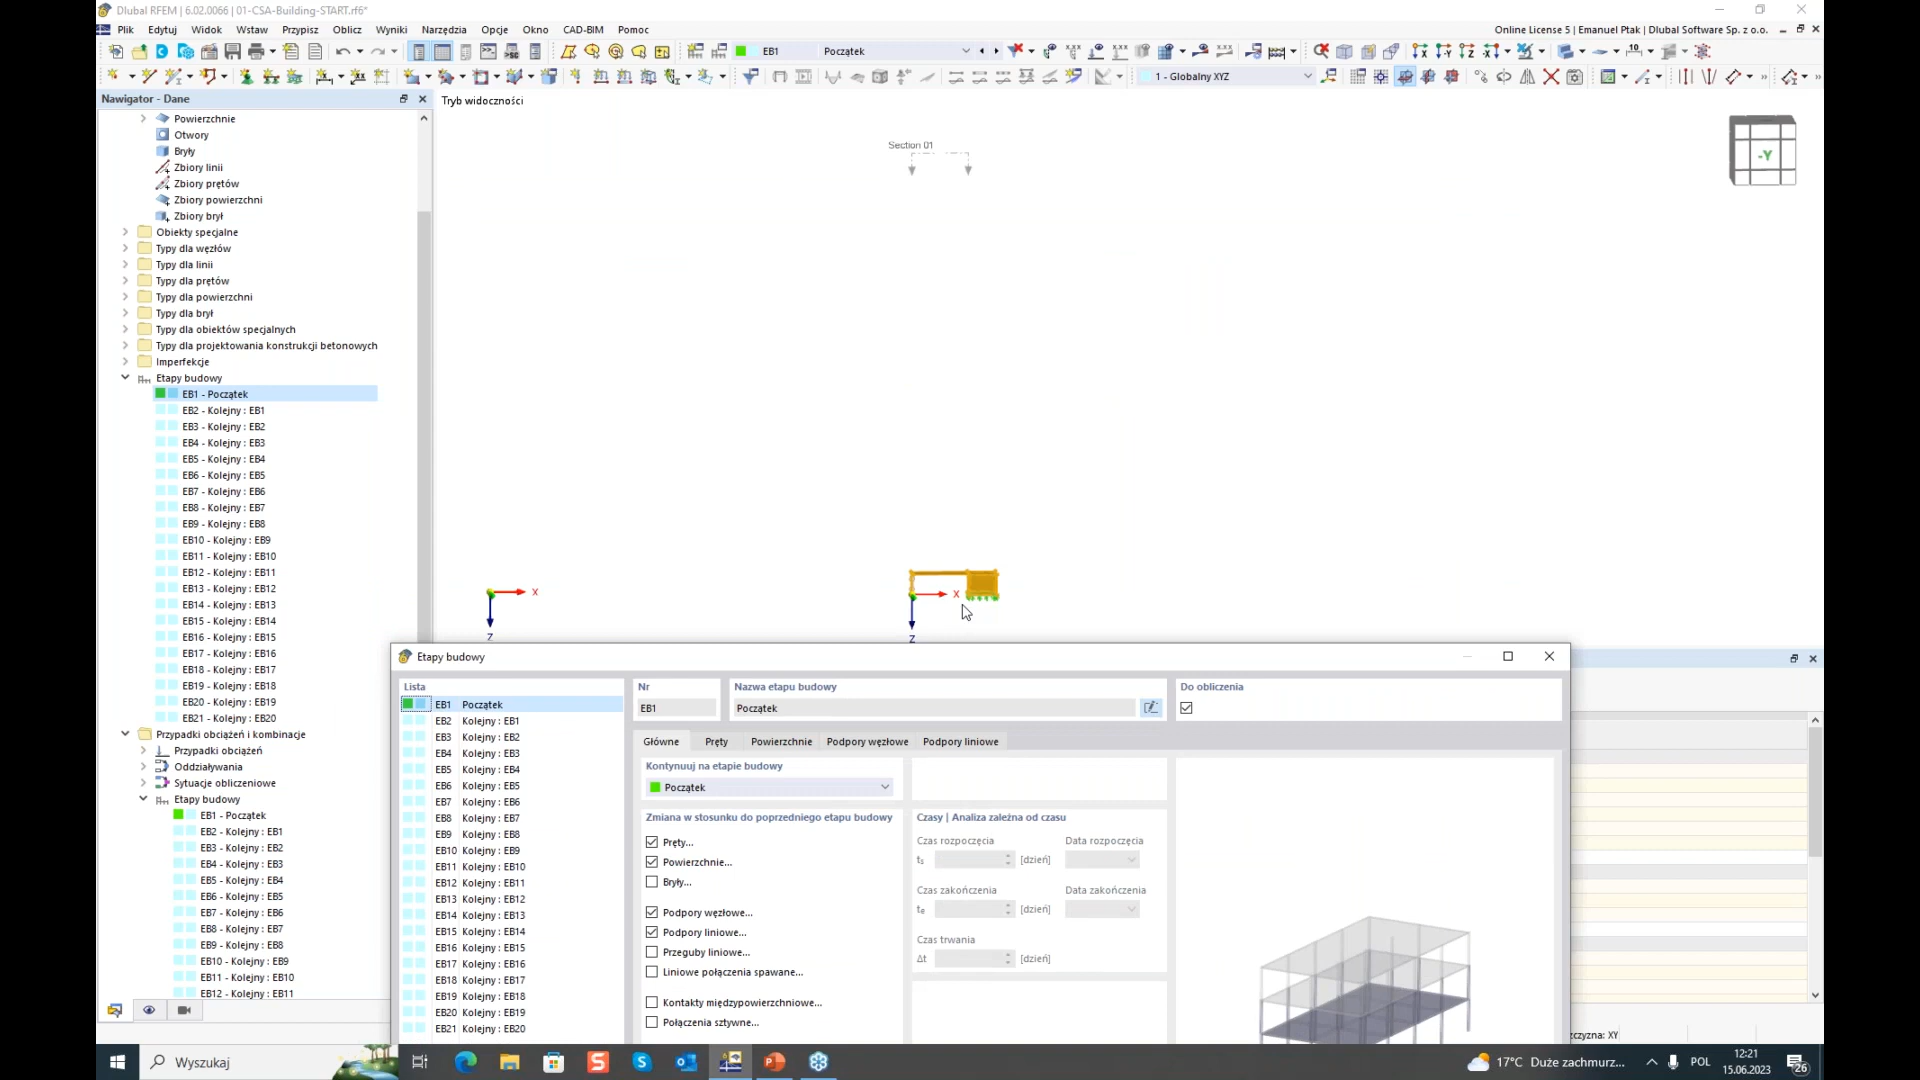 Dlubal RFEM | 6.02.0066 | 01-CSA-Building-START.rf6*
Plik Edytuj Widok Wstaw Przypisz Oblicz Wyniki Narzędzia Opcje Okno CAD-BIM Pomoc
Online License 5 | Emanuel Ptak | Dlubal Software Sp. z o.o.
EB1 Początek
1 - Globalny XYZ
Nawigator - Dane
Tryb widoczności
Powierzchnie
Otwory
Bryły
Zbiory linii
Zbiory prętów
Zbiory powierzchni
Zbiory brył
Obiekty specjalne
Typy dla węzłów
Typy dla linii
Typy dla prętów
Typy dla powierzchni
Typy dla brył
Typy dla obiektów specjalnych
Typy dla projektowania konstrukcji betonowych
Imperfekcje
Etapy budowy
EB1 - Początek
EB2 - Kolejny : EB1
EB3 - Kolejny : EB2
EB4 - Kolejny : EB3
EB5 - Kolejny : EB4
EB6 - Kolejny : EB5
EB7 - Kolejny : EB6
EB8 - Kolejny : EB7
EB9 - Kolejny : EB8
EB10 - Kolejny : EB9
EB11 - Kolejny : EB10
EB12 - Kolejny : EB11
EB13 - Kolejny : EB12
EB14 - Kolejny : EB13
EB15 - Kolejny : EB14
EB16 - Kolejny : EB15
EB17 - Kolejny : EB16
EB18 - Kolejny : EB17
EB19 - Kolejny : EB18
EB20 - Kolejny : EB19
EB21 - Kolejny : EB20
Przypadki obciążeń i kombinacje
Przypadki obciążeń
Oddziaływania
Sytuacje obliczeniowe
Etapy budowy
EB1 - Początek
EB2 - Kolejny : EB1
EB3 - Kolejny : EB2
EB4 - Kolejny : EB3
EB5 - Kolejny : EB4
EB6 - Kolejny : EB5
EB7 - Kolejny : EB6
EB8 - Kolejny : EB7
EB9 - Kolejny : EB8
EB10 - Kolejny : EB9
EB11 - Kolejny : EB10
EB12 - Kolejny : EB11
Section 01
-Y
X
Z
X
Z
Etapy budowy
Lista
EB1 Początek
EB2 Kolejny : EB1
EB3 Kolejny : EB2
EB4 Kolejny : EB3
EB5 Kolejny : EB4
EB6 Kolejny : EB5
EB7 Kolejny : EB6
EB8 Kolejny : EB7
EB9 Kolejny : EB8
EB10 Kolejny : EB9
EB11 Kolejny : EB10
EB12 Kolejny : EB11
EB13 Kolejny : EB12
EB14 Kolejny : EB13
EB15 Kolejny : EB14
EB16 Kolejny : EB15
EB17 Kolejny : EB16
EB18 Kolejny : EB17
EB19 Kolejny : EB18
EB20 Kolejny : EB19
EB21 Kolejny : EB20
Nr
EB1
Nazwa etapu budowy
Początek
Do obliczenia
Główne Pręty Powierzchnie Podpory węzłowe Podpory liniowe
Kontynuuj na etapie budowy
Początek
Zmiana w stosunku do poprzedniego etapu budowy
Pręty...
Powierzchnie...
Bryły...
Podpory węzłowe...
Podpory liniowe...
Przeguby liniowe...
Liniowe połączenia spawane...
Kontakty międzypowierzchniowe...
Połączenia sztywne...
Czasy | Analiza zależna od czasu
Czas rozpoczęcia Data rozpoczęcia
ts [dzień]
Czas zakończenia Data zakończenia
te [dzień]
Czas trwania
Δt [dzień]
zczyzna: XY
Wyszukaj
17°C Duże zachmurz...
POL
12:21
15.06.2023
26